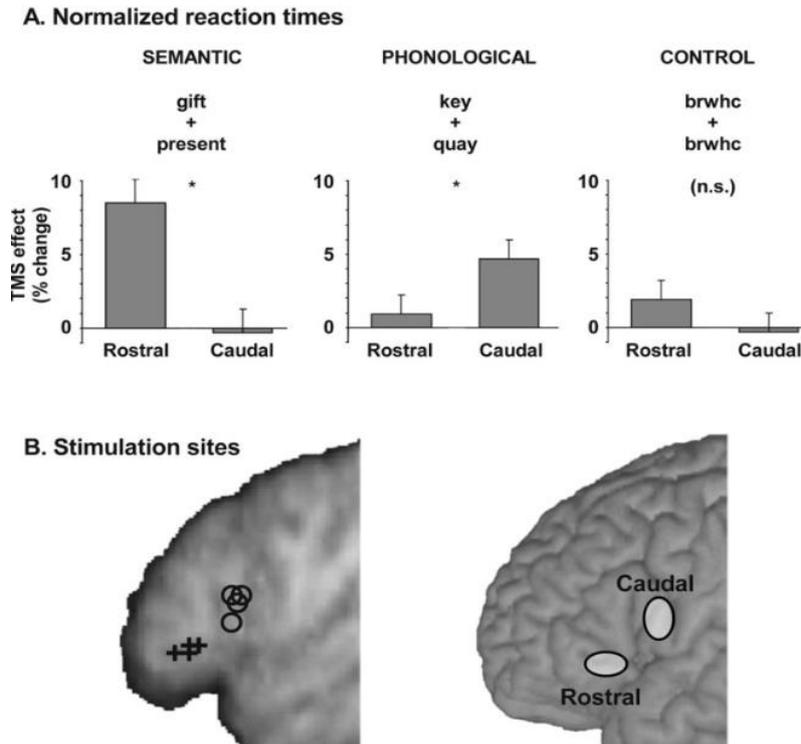 A. Normalized reaction times
SEMANTIC
gift
+
present
PHONOLOGICAL
key
+
quay
CONTROL
brwhc
+
brwhc
TMS effect
(% change)
10
5
0
*
Rostral Caudal
10
5
0
*
Rostral Caudal
10
5
0
(n.s.)
Rostral Caudal
B. Stimulation sites
Caudal
Rostral